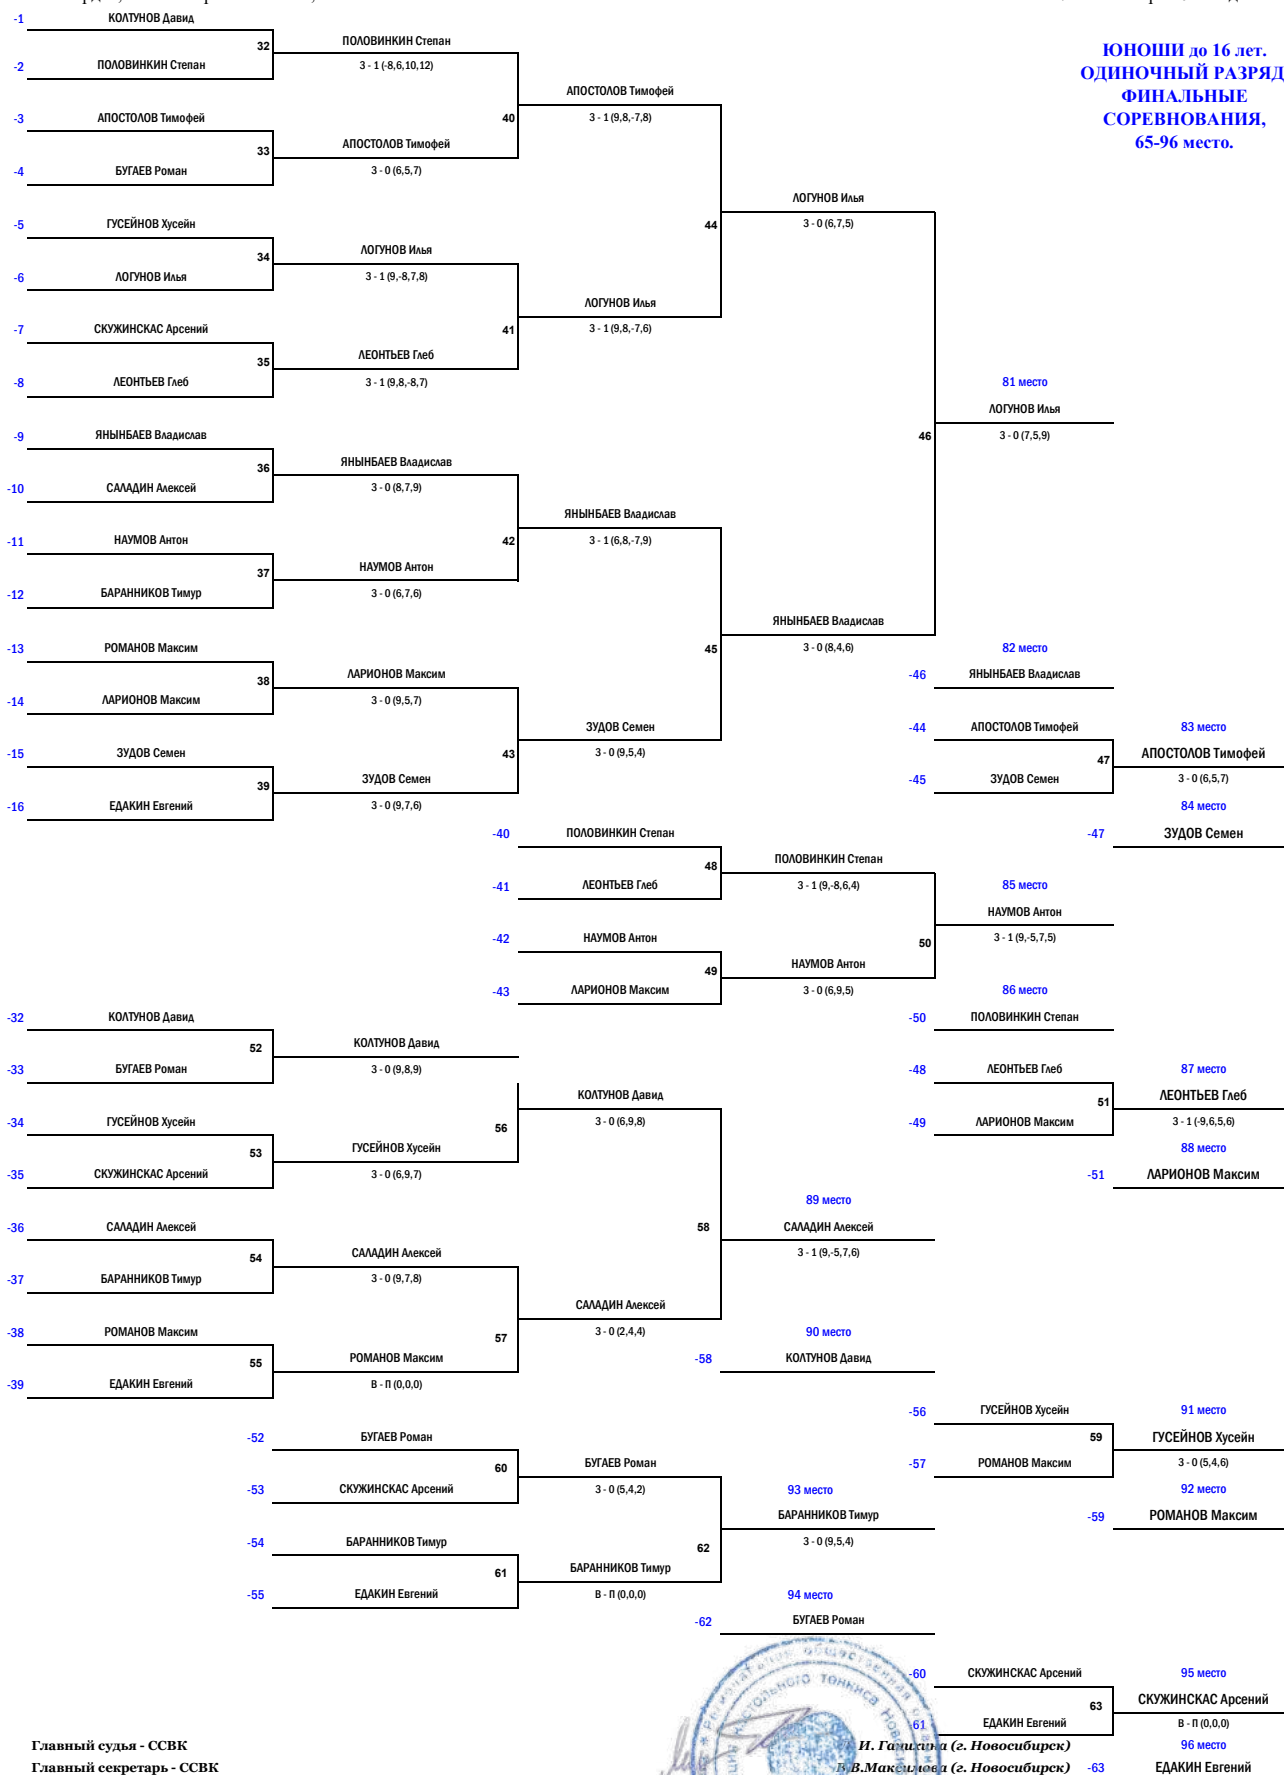 -1 КОЛТУНОВ Давид
32 ПОЛОВИНКИН Степан
-2 ПОЛОВИНКИН Степан 3 - 1 (-8,6,10,12)
ЮНОШИ до 16 лет.
ОДИНОЧНЫЙ РАЗРЯД
ФИНАЛЬНЫЕ
СОРЕВНОВАНИЯ,
65-96 место.
АПОСТОЛОВ Тимофей
-3 АПОСТОЛОВ Тимофей 40 3 - 1 (9,8,-7,8)
33 АПОСТОЛОВ Тимофей
-4 БУГАЕВ Роман 3 - 0 (6,5,7)
ЛОГУНОВ Илья
-5 ГУСЕЙНОВ Хусейн 44 3 - 0 (6,7,5)
34 ЛОГУНОВ Илья
-6 ЛОГУНОВ Илья 3 - 1 (9,-8,7,8)
ЛОГУНОВ Илья
-7 СКУЖИНСКАС Арсений 41 3 - 1 (9,8,-7,6)
35 ЛЕОНТЬЕВ Глеб
-8 ЛЕОНТЬЕВ Глеб 3 - 1 (9,8,-8,7) 81 место
ЛОГУНОВ Илья
-9 ЯНЫНБАЕВ Владислав 46 3 - 0 (7,5,9)
36 ЯНЫНБАЕВ Владислав
-10 САЛАДИН Алексей 3 - 0 (8,7,9)
ЯНЫНБАЕВ Владислав
-11 НАУМОВ Антон 42 3 - 1 (6,8,-7,9)
37 НАУМОВ Антон
-12 БАРАННИКОВ Тимур 3 - 0 (6,7,6)
ЯНЫНБАЕВ Владислав
-13 РОМАНОВ Максим 45 3 - 0 (8,4,6) 82 место
38 ЛАРИОНОВ Максим -46 ЯНЫНБАЕВ Владислав
-14 ЛАРИОНОВ Максим 3 - 0 (9,5,7)
ЗУДОВ Семен -44 АПОСТОЛОВ Тимофей 83 место
-15 ЗУДОВ Семен 43 3 - 0 (9,5,4) 47 АПОСТОЛОВ Тимофей
39 ЗУДОВ Семен -45 ЗУДОВ Семен 3 - 0 (6,5,7)
-16 ЕДАКИН Евгений 3 - 0 (9,7,6) 84 место
-40 ПОЛОВИНКИН Степан -47 ЗУДОВ Семен
48 ПОЛОВИНКИН Степан
-41 ЛЕОНТЬЕВ Глеб 3 - 1 (9,-8,6,4) 85 место
НАУМОВ Антон
-42 НАУМОВ Антон 50 3 - 1 (9,-5,7,5)
49 НАУМОВ Антон
-43 ЛАРИОНОВ Максим 3 - 0 (6,9,5) 86 место
-32 КОЛТУНОВ Давид -50 ПОЛОВИНКИН Степан
52 КОЛТУНОВ Давид
-33 БУГАЕВ Роман 3 - 0 (9,8,9) -48 ЛЕОНТЬЕВ Глеб 87 место
КОЛТУНОВ Давид 51 ЛЕОНТЬЕВ Глеб
-34 ГУСЕЙНОВ Хусейн 56 3 - 0 (6,9,8) -49 ЛАРИОНОВ Максим 3 - 1 (-9,6,5,6)
53 ГУСЕЙНОВ Хусейн 88 место
-35 СКУЖИНСКАС Арсений 3 - 0 (6,9,7) -51 ЛАРИОНОВ Максим
89 место
-36 САЛАДИН Алексей 58 САЛАДИН Алексей
54 САЛАДИН Алексей 3 - 1 (9,-5,7,6)
-37 БАРАННИКОВ Тимур 3 - 0 (9,7,8)
САЛАДИН Алексей
-38 РОМАНОВ Максим 57 3 - 0 (2,4,4) 90 место
55 РОМАНОВ Максим -58 КОЛТУНОВ Давид
-39 ЕДАКИН Евгений В - П (0,0,0)
-56 ГУСЕЙНОВ Хусейн 91 место
-52 БУГАЕВ Роман 59 ГУСЕЙНОВ Хусейн
60 БУГАЕВ Роман -57 РОМАНОВ Максим 3 - 0 (5,4,6)
-53 СКУЖИНСКАС Арсений 3 - 0 (5,4,2) 93 место 92 место
БАРАННИКОВ Тимур -59 РОМАНОВ Максим
-54 БАРАННИКОВ Тимур 62 3 - 0 (9,5,4)
61 БАРАННИКОВ Тимур
-55 ЕДАКИН Евгений В - П (0,0,0) 94 место
-62 БУГАЕВ Роман
-60 СКУЖИНСКАС Арсений 95 место
63 СКУЖИНСКАС Арсений
-61 ЕДАКИН Евгений В - П (0,0,0)
Главный судья - ССВК И. Ганихина (г. Новосибирск) 96 место
Главный секретарь - ССВК В.В.Максимова (г. Новосибирск) -63 ЕДАКИН Евгений